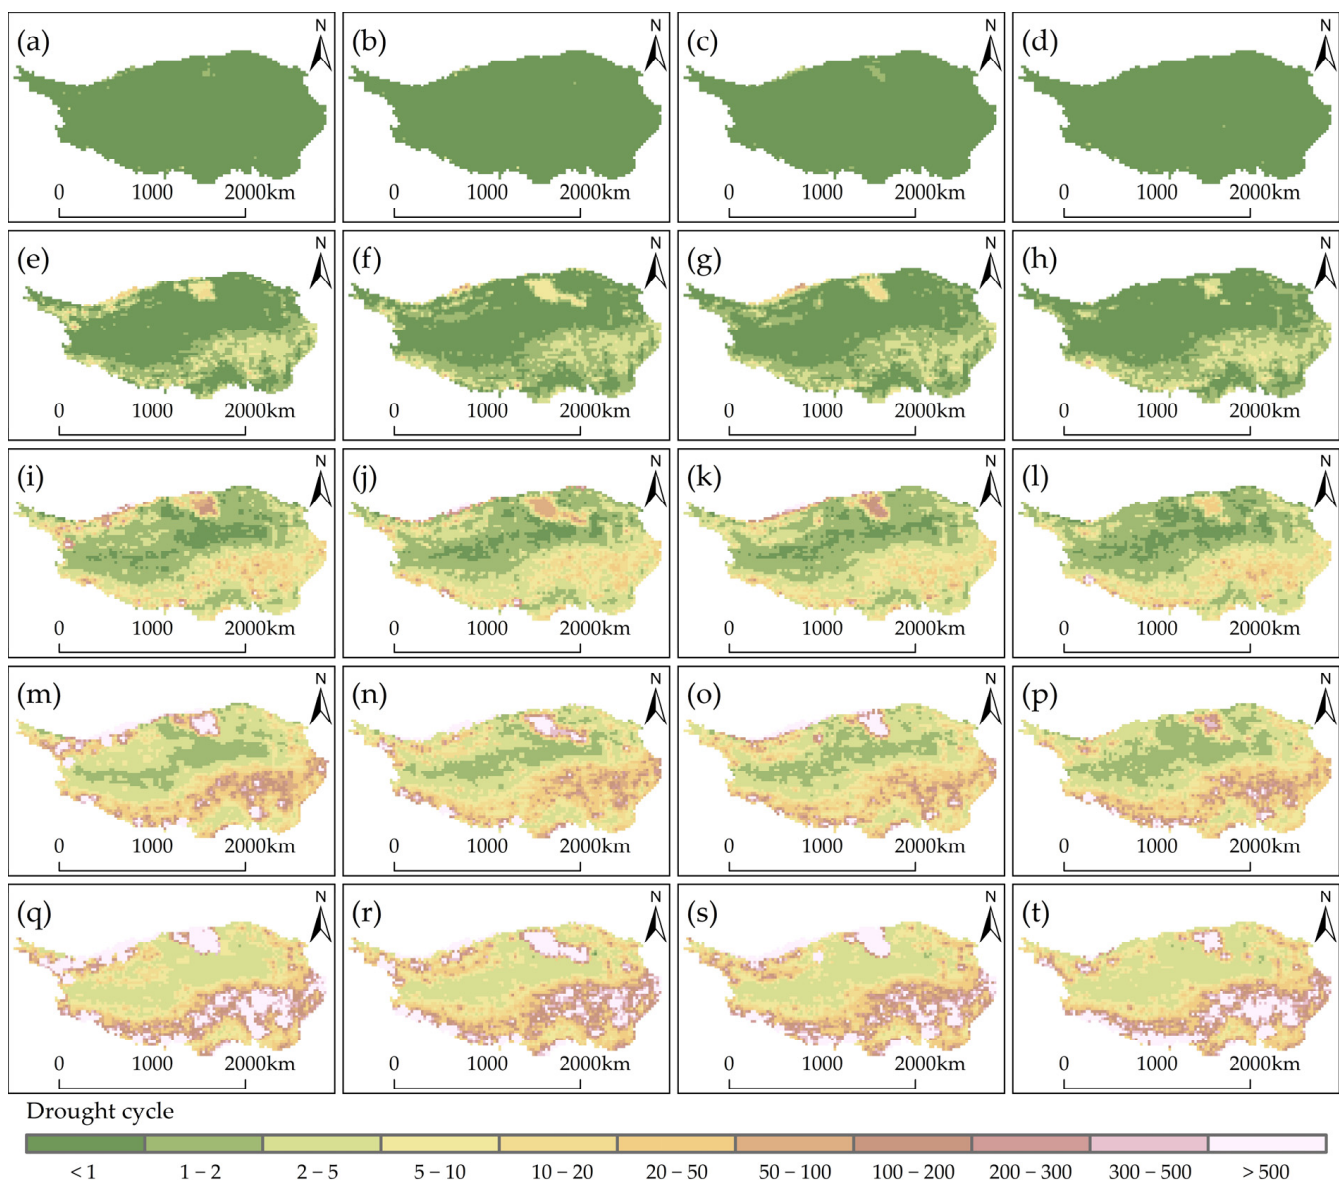 (a) N (b) N (c) N (d) N
0 1000 2000km 0 1000 2000km 0 1000 2000km 0 1000 2000km
(e) N (f) N (g) N (h) N
0 1000 2000km 0 1000 2000km 0 1000 2000km 0 1000 2000km
(i) N (j) N (k) N (l) N
0 1000 2000km 0 1000 2000km 0 1000 2000km 0 1000 2000km
(m) N (n) N (o) N (p) N
0 1000 2000km 0 1000 2000km 0 1000 2000km 0 1000 2000km
(q) N (r) N (s) N (t) N
0 1000 2000km 0 1000 2000km 0 1000 2000km 0 1000 2000km
Drought cycle
< 1 1 – 2 2 – 5 5 – 10 10 – 20 20 – 50 50 – 100 100 – 200 200 – 300 300 – 500 > 500